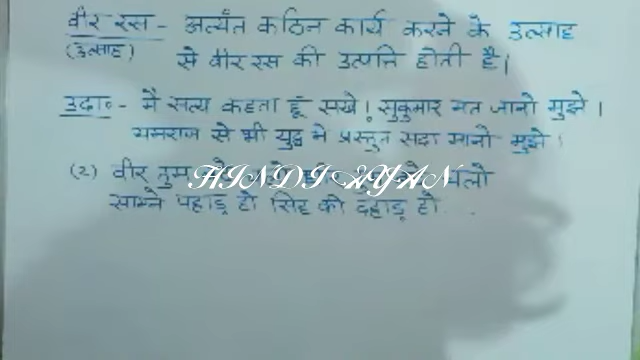 वीर रस - अत्यंत कठिन कार्य करने के उत्साह
(उत्साह) से वीर रस की उत्पत्ति होती है।
उदा०- मैं सत्य कहता हूँ सखे! सुकुमार मत जानो मुझे।
यमराज से भी युद्ध में प्रस्तुत सदा मानो मुझे।
(2) वीर तुम चलो
HINDI GYAN
सामने पहाड़ हो सिंह की दहाड़ हो...